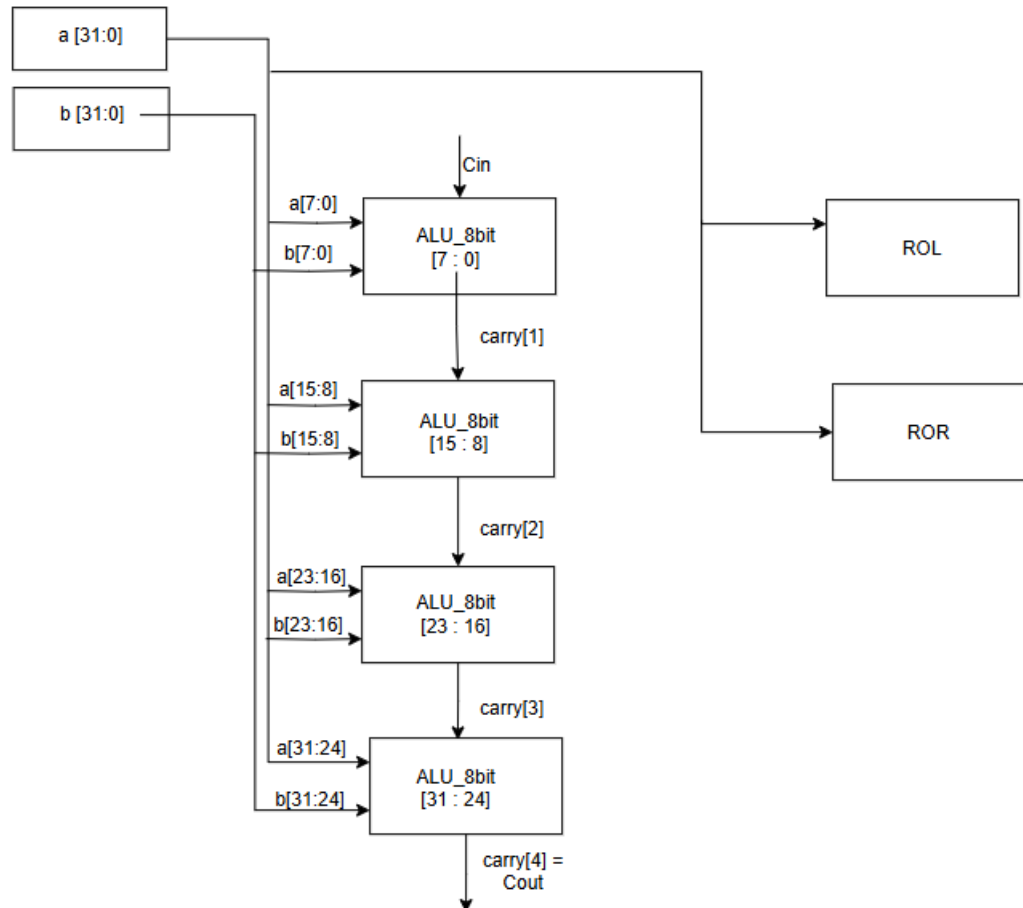 a [31:0]
b [31:0]
Cin
a[7:0]
b[7:0]
ALU_8bit
[7 : 0]
ROL
carry[1]
a[15:8]
b[15:8]
ALU_8bit
[15 : 8]
ROR
carry[2]
a[23:16]
b[23:16]
ALU_8bit
[23 : 16]
carry[3]
a[31:24]
b[31:24]
ALU_8bit
[31 : 24]
carry[4] =
Cout